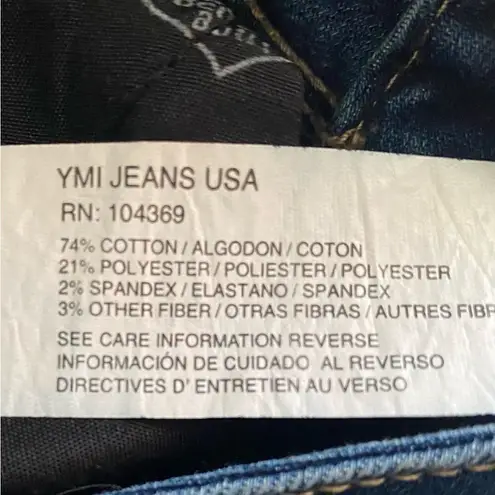 YMI JEANS USA
RN: 104369
74% COTTON / ALGODON / COTON
21% POLYESTER / POLIESTER / POLYESTER
2% SPANDEX / ELASTANO / SPANDEX
3% OTHER FIBER / OTRAS FIBRAS / AUTRES FIBR
SEE CARE INFORMATION REVERSE
INFORMACIÓN DE CUIDADO AL REVERSO
DIRECTIVES D' ENTRETIEN AU VERSO